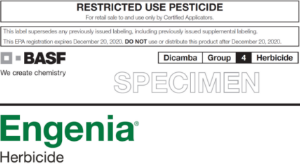 RESTRICTED USE PESTICIDE
For retail sale to and use only by Certified Applicators.
This label supersedes any previously issued labeling, including previously issued supplemental labeling.
This EPA registration expires December 20, 2020. DO NOT use or distribute this product after December 20, 2020.
BASF
We create chemistry
Dicamba Group 4 Herbicide
SPECIMEN
Engenia®
Herbicide